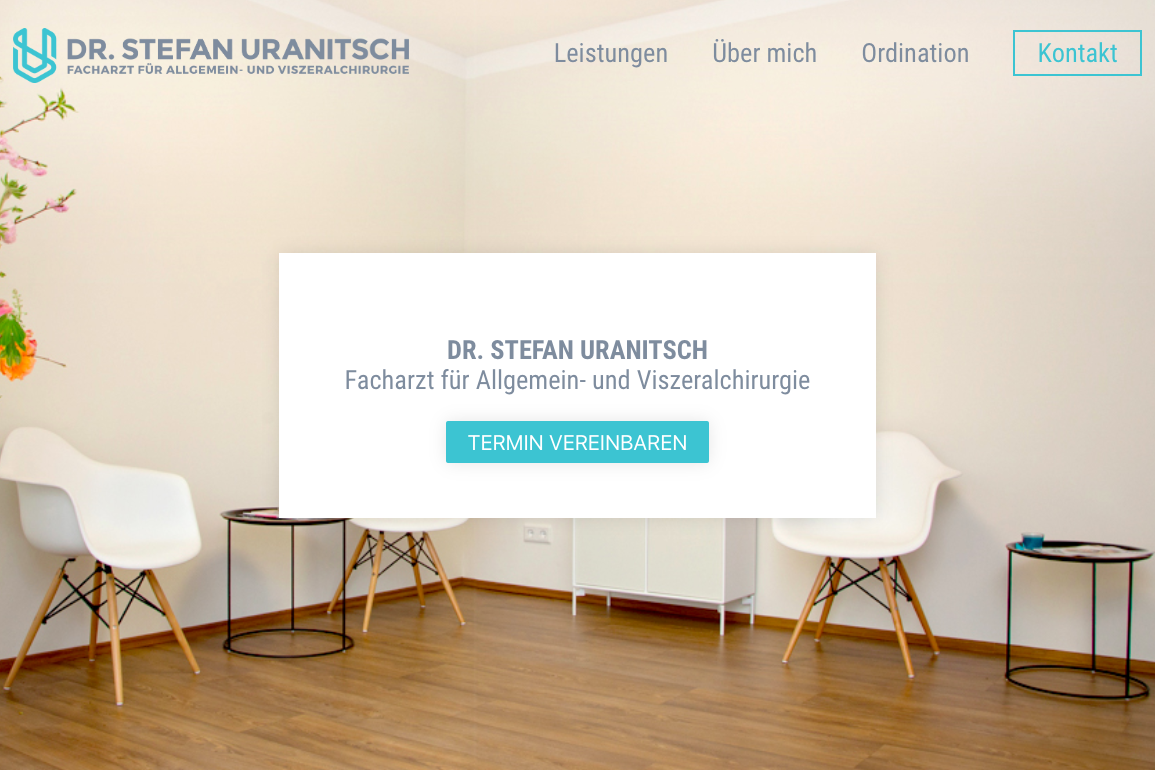 DR. STEFAN URANITSCH
FACHARZT FÜR ALLGEMEIN- UND VISZERALCHIRURGIE
Leistungen
Über mich
Ordination
Kontakt
DR. STEFAN URANITSCH
Facharzt für Allgemein- und Viszeralchirurgie
TERMIN VEREINBAREN